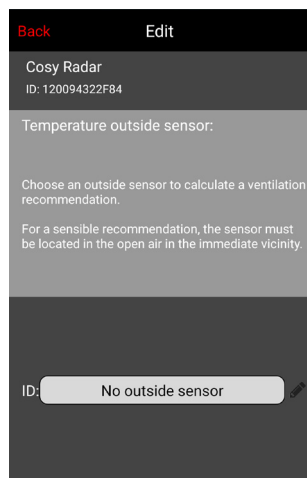 Back Edit
Cosy Radar
ID: 120094322F84
Temperature outside sensor:
Choose an outside sensor to calculate a ventilation
recommendation.
For a sensible recommendation, the sensor must
be located in the open air in the immediate vicinity.
ID: No outside sensor